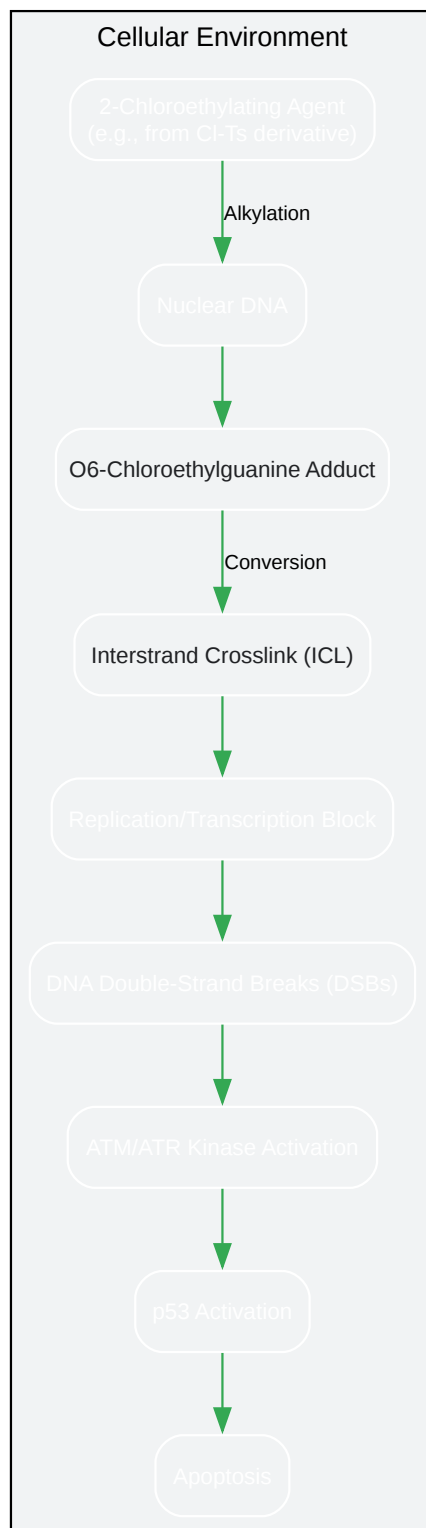 Cellular Environment
2-Chloroethylating Agent
(e.g., from Cl-Ts derivative)
Alkylation
Nuclear DNA
O6-Chloroethylguanine Adduct
Conversion
Interstrand Crosslink (ICL)
Replication/Transcription Block
DNA Double-Strand Breaks (DSBs)
ATM/ATR Kinase Activation
p53 Activation
Apoptosis